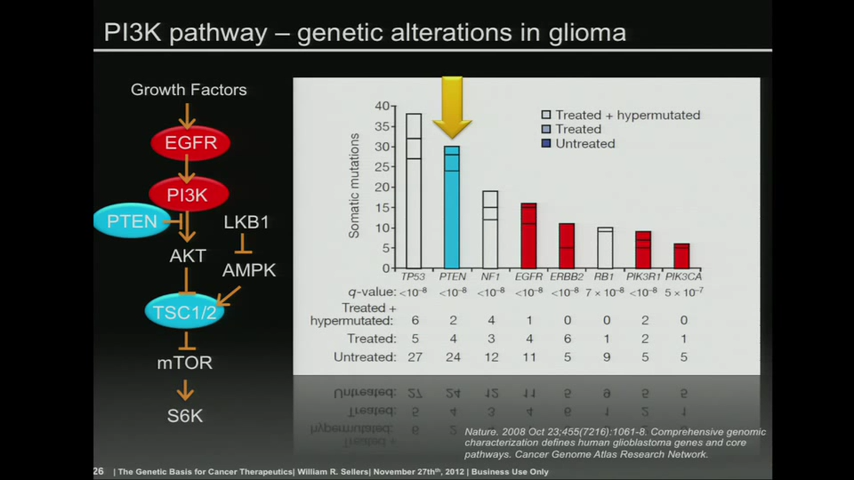 PI3K pathway – genetic alterations in glioma
Growth Factors
EGFR
PI3K
PTEN
LKB1
AKT
AMPK
TSC1/2
mTOR
S6K
Somatic mutations
40
35
30
25
20
15
10
5
0
Treated + hypermutated
Treated
Untreated
TP53 PTEN NF1 EGFR ERBB2 RB1 PIK3R1 PIK3CA
q-value: <10⁻⁸ <10⁻⁸ <10⁻⁸ <10⁻⁸ <10⁻⁸ 7 × 10⁻⁸ <10⁻⁸ 5 × 10⁻⁷
Treated +
hypermutated: 6 2 4 1 0 0 2 0
Treated: 5 4 3 4 6 1 2 1
Untreated: 27 24 12 11 5 9 5 5
Nature. 2008 Oct 23;455(7216):1061-8. Comprehensive genomic
characterization defines human glioblastoma genes and core
pathways. Cancer Genome Atlas Research Network.
26 | The Genetic Basis for Cancer Therapeutics| William R. Sellers| November 27thth, 2012 | Business Use Only